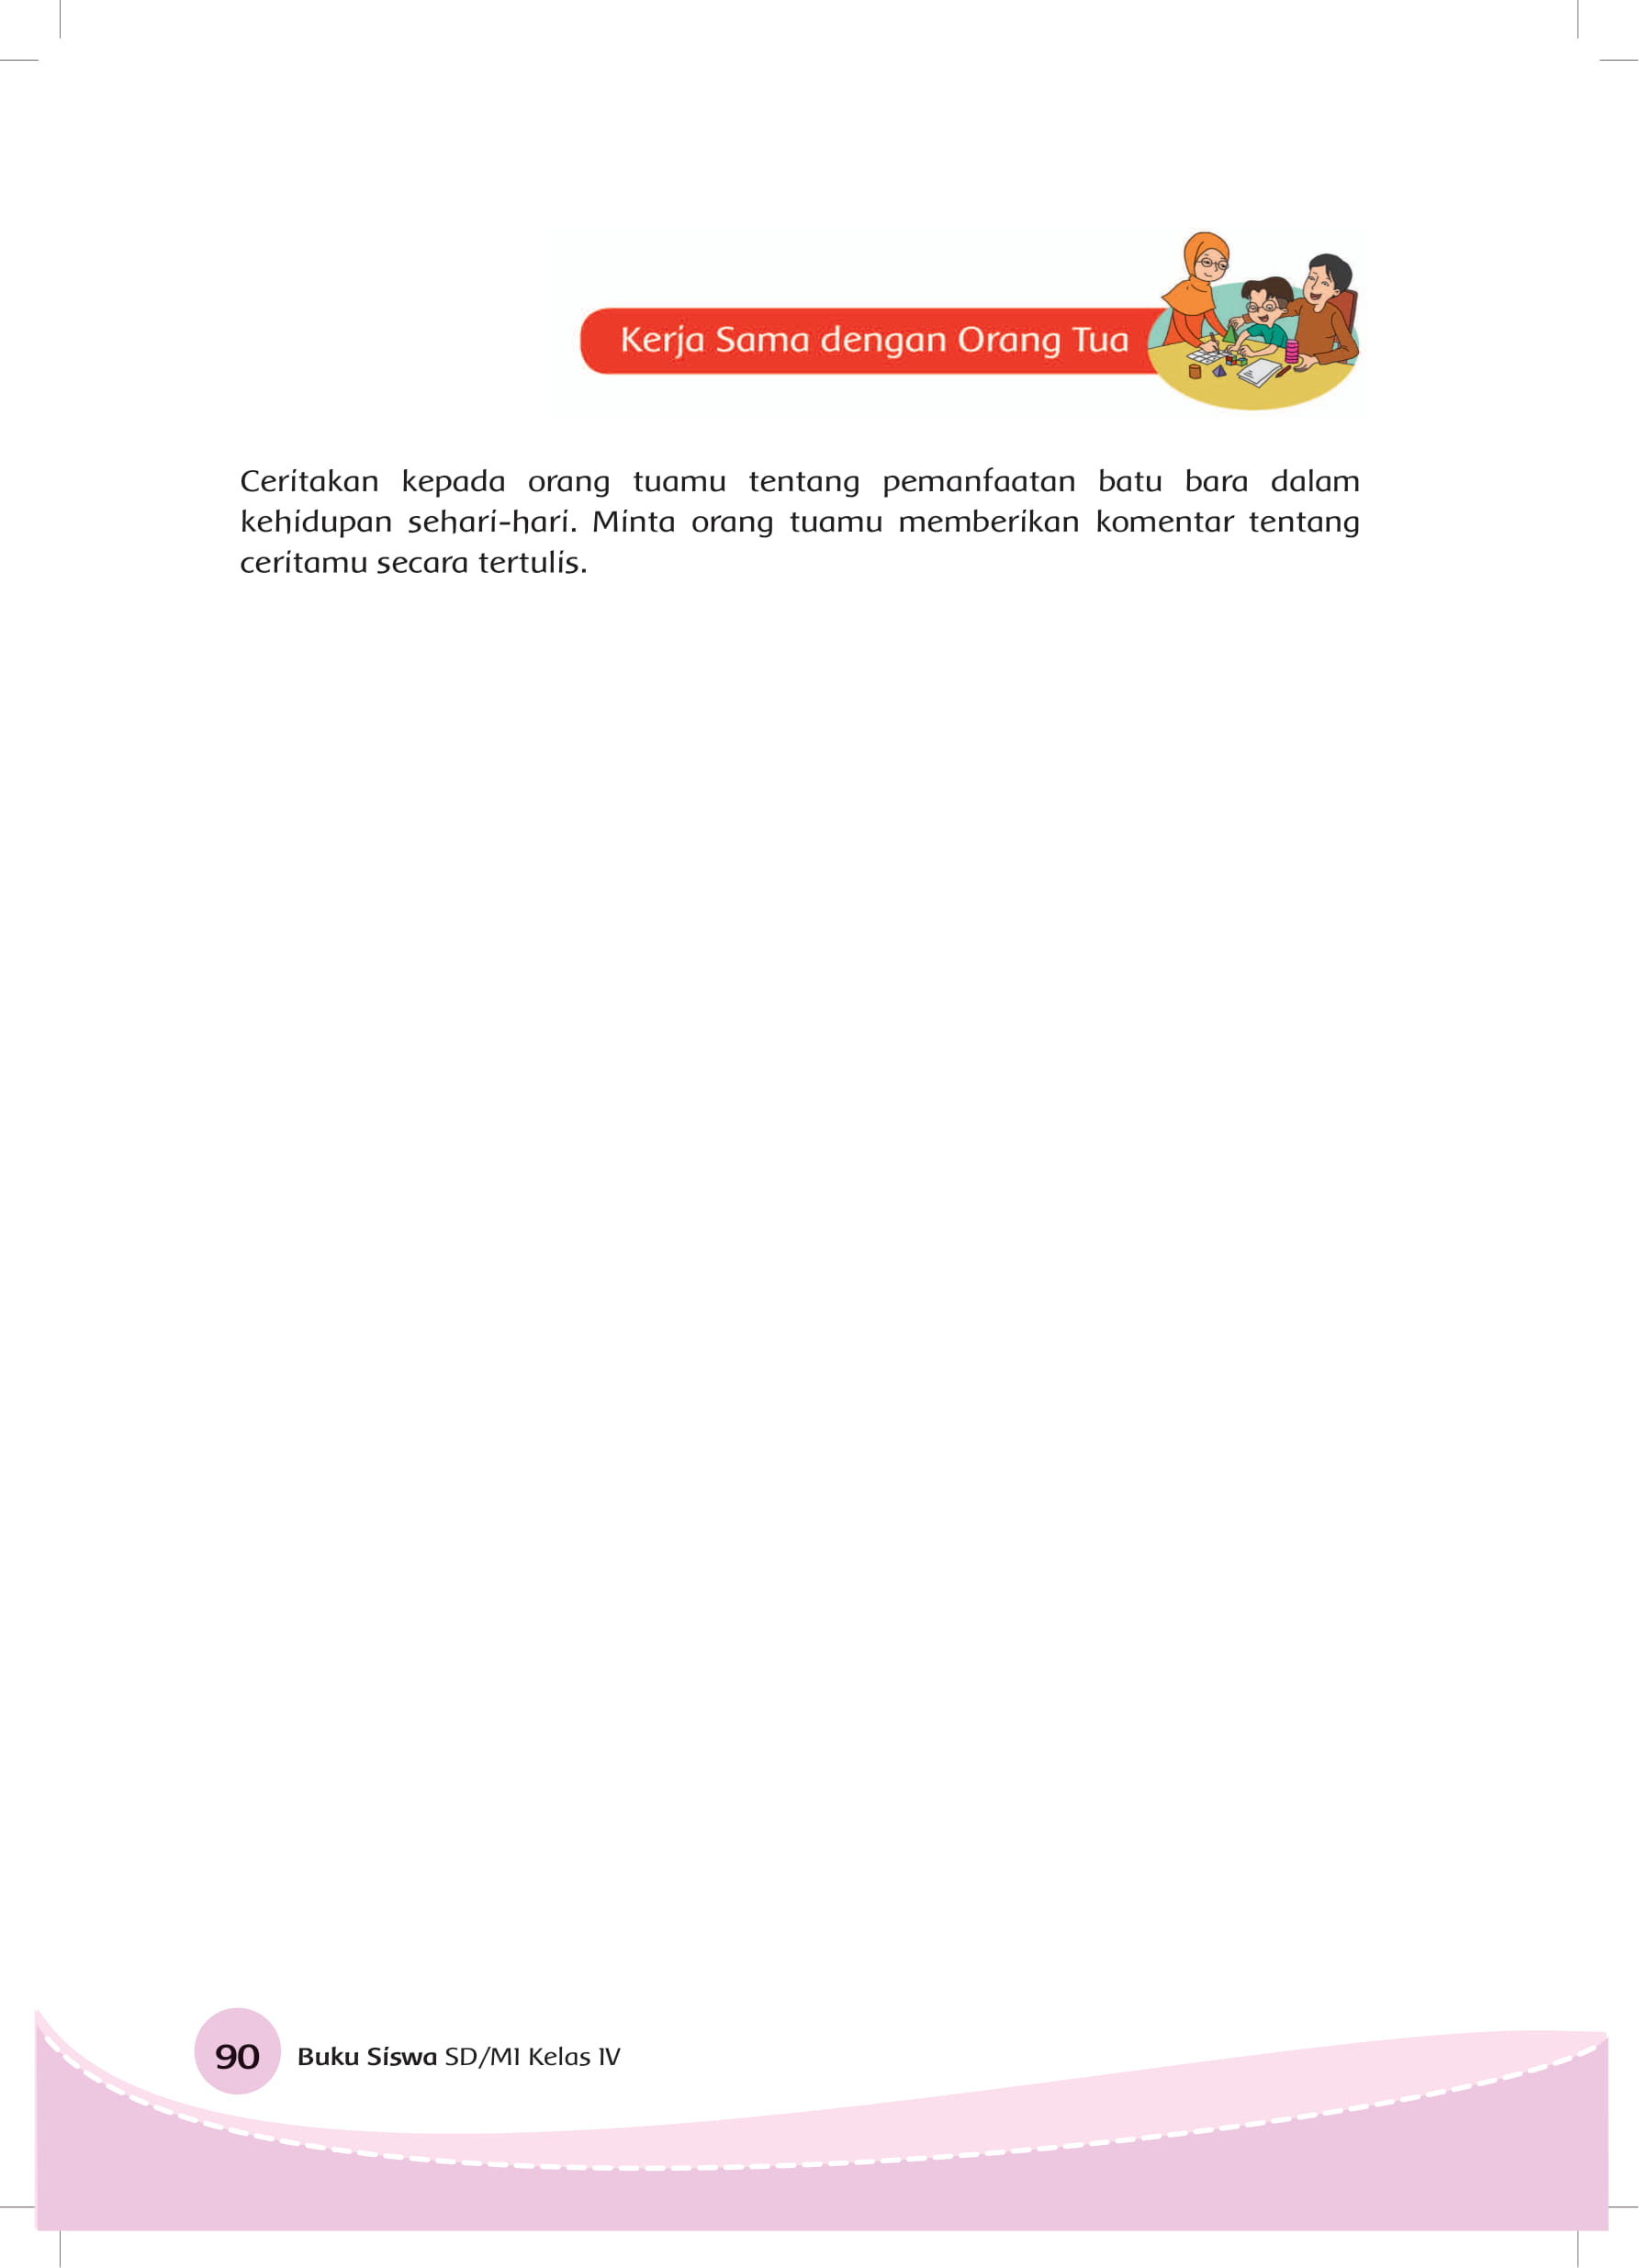 Kerja Sama dengan Orang Tua
Ceritakan kepada orang tuamu tentang pemanfaatan batu bara dalam
kehidupan sehari-hari. Minta orang tuamu memberikan komentar tentang
ceritamu secara tertulis.
90 Buku Siswa SD/MI Kelas IV